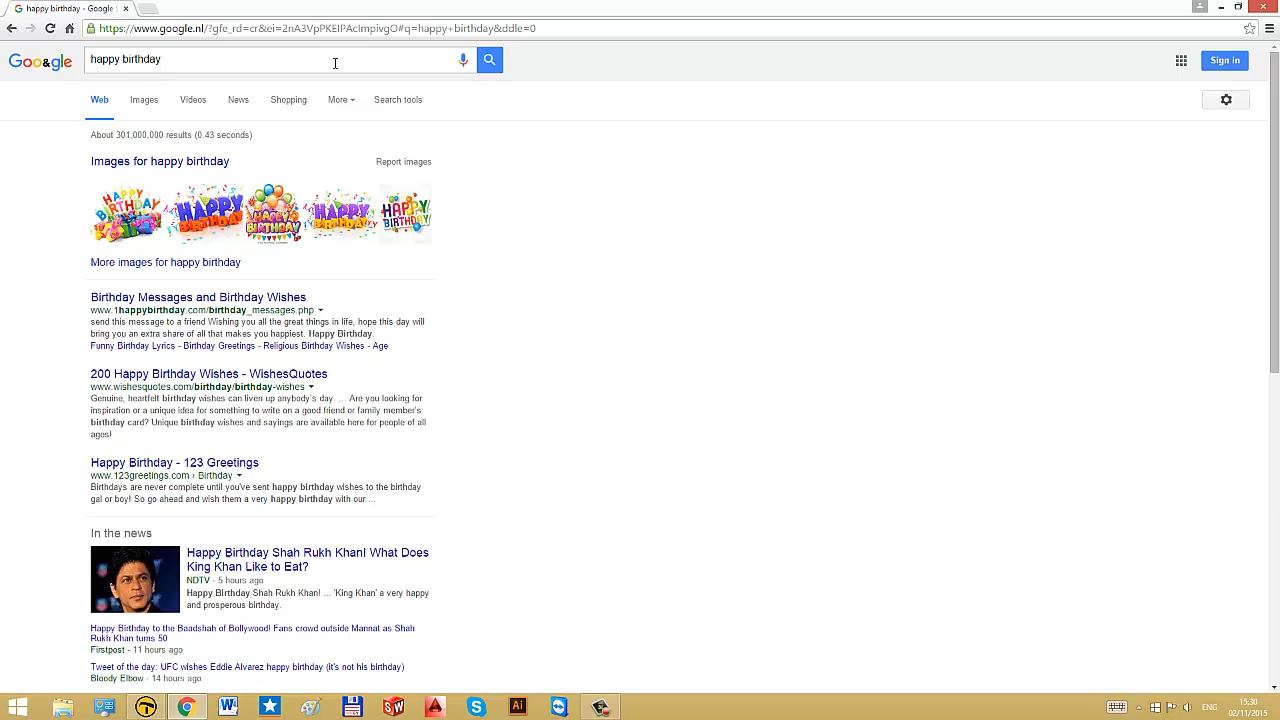 happy birthday - Google S
https://www.google.nl/?gfe_rd=cr&ei=2nA3VpPKEIPAcImpivgO#q=happy+birthday&ddle=0
happy birthday
Sign in
Web Images Videos News Shopping More Search tools
About 301,000,000 results (0.43 seconds)
Images for happy birthday Report images
HAPPY BIRTHDAY
HAPPY BIRTHDAY
HAPPY BIRTHDAY
HAPPY BIRTHDAY
HAPPY BIRTHDAY
More images for happy birthday
Birthday Messages and Birthday Wishes
www.1happybirthday.com/birthday_messages.php
send this message to a friend Wishing you all the great things in life, hope this day will
bring you an extra share of all that makes you happiest. Happy Birthday.
Funny Birthday Lyrics - Birthday Greetings - Religious Birthday Wishes - Age
200 Happy Birthday Wishes - WishesQuotes
www.wishesquotes.com/birthday/birthday-wishes
Genuine, heartfelt birthday wishes can liven up anybody's day. ... Are you looking for
inspiration or a unique idea for something to write on a good friend or family member's
birthday card? Unique birthday wishes and sayings are available here for people of all
ages!
Happy Birthday - 123 Greetings
www.123greetings.com › Birthday
Birthdays are never complete until you've sent happy birthday wishes to the birthday
gal or boy! So go ahead and wish them a very happy birthday with our ...
In the news
Happy Birthday Shah Rukh Khan! What Does
King Khan Like to Eat?
NDTV - 5 hours ago
Happy Birthday Shah Rukh Khan! ... 'King Khan' a very happy
and prosperous birthday.
Happy Birthday to the Baadshah of Bollywood! Fans crowd outside Mannat as Shah
Rukh Khan turns 50
Firstpost - 11 hours ago
Tweet of the day: UFC wishes Eddie Alvarez happy birthday (it's not his birthday)
Bloody Elbow - 14 hours ago
ENG
15:30
02/11/2015